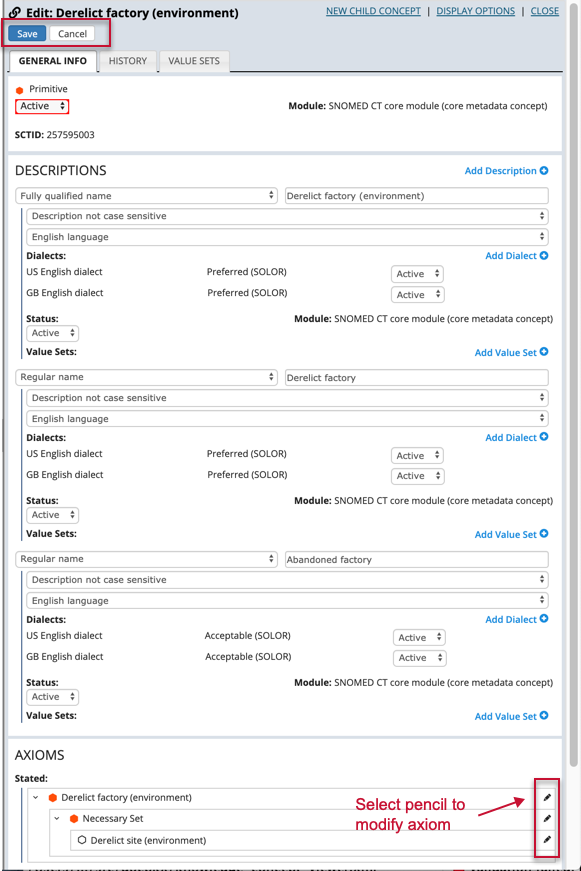 Edit: Derelict factory (environment)
NEW CHILD CONCEPT | DISPLAY OPTIONS | CLOSE
Save Cancel
GENERAL INFO HISTORY VALUE SETS
Primitive
Active Module: SNOMED CT core module (core metadata concept)
SCTID: 257595003
DESCRIPTIONS Add Description
Fully qualified name Derelict factory (environment)
Description not case sensitive
English language
Dialects: Add Dialect
US English dialect Preferred (SOLOR) Active
GB English dialect Preferred (SOLOR) Active
Status: Module: SNOMED CT core module (core metadata concept)
Active
Value Sets: Add Value Set
Regular name Derelict factory
Description not case sensitive
English language
Dialects: Add Dialect
US English dialect Preferred (SOLOR) Active
GB English dialect Preferred (SOLOR) Active
Status: Module: SNOMED CT core module (core metadata concept)
Active
Value Sets: Add Value Set
Regular name Abandoned factory
Description not case sensitive
English language
Dialects: Add Dialect
US English dialect Acceptable (SOLOR) Active
GB English dialect Acceptable (SOLOR) Active
Status: Module: SNOMED CT core module (core metadata concept)
Active
Value Sets: Add Value Set
AXIOMS
Stated:
Derelict factory (environment)
Necessary Set
Derelict site (environment)
Select pencil to
modify axiom